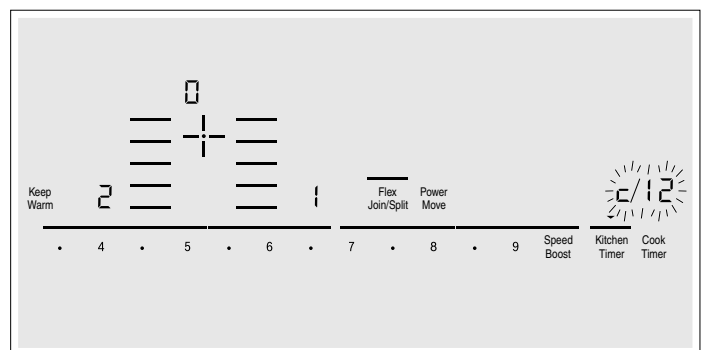 0
Keep Warm 2 1 Flex Join/Split Power Move c/12
. 4 . 5 . 6 . 7 . 8 . 9 Speed Boost Kitchen Timer Cook Timer